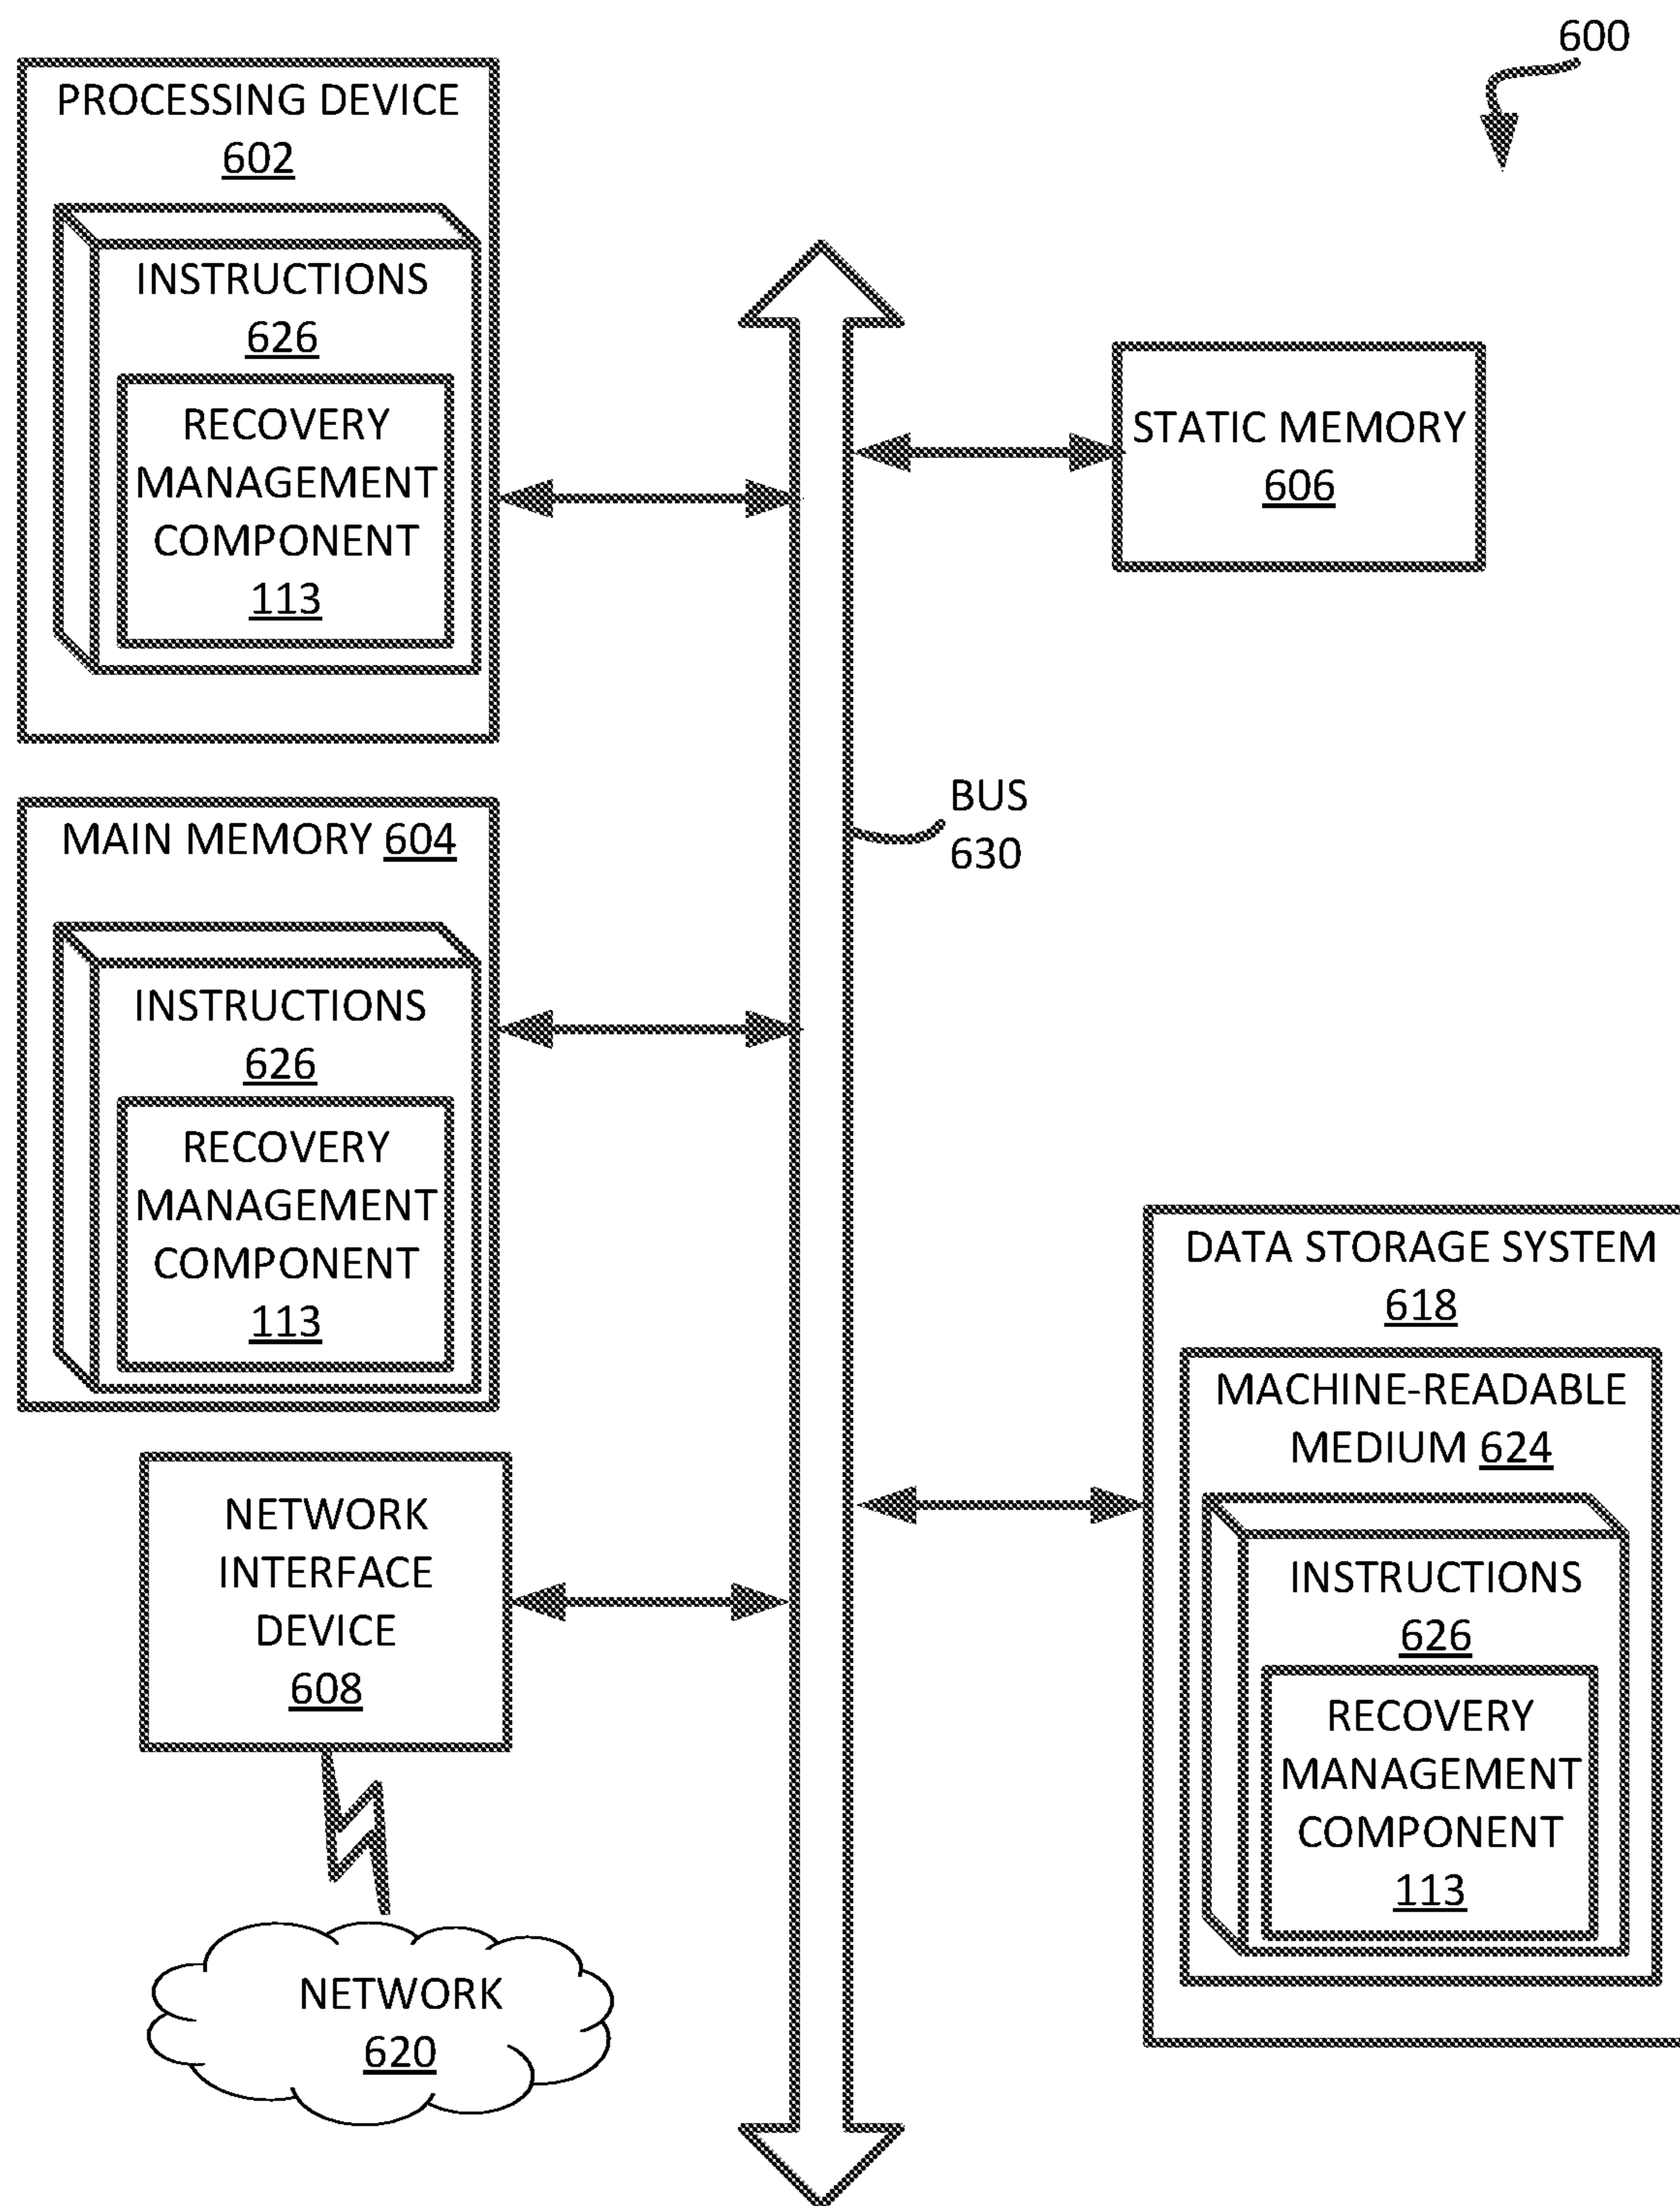 600
PROCESSING DEVICE
602
INSTRUCTIONS
626
RECOVERY
MANAGEMENT
COMPONENT
113
STATIC MEMORY
606
BUS
630
MAIN MEMORY 604
INSTRUCTIONS
626
RECOVERY
MANAGEMENT
COMPONENT
113
DATA STORAGE SYSTEM
618
MACHINE-READABLE
MEDIUM 624
INSTRUCTIONS
626
RECOVERY
MANAGEMENT
COMPONENT
113
NETWORK
INTERFACE
DEVICE
608
NETWORK
620